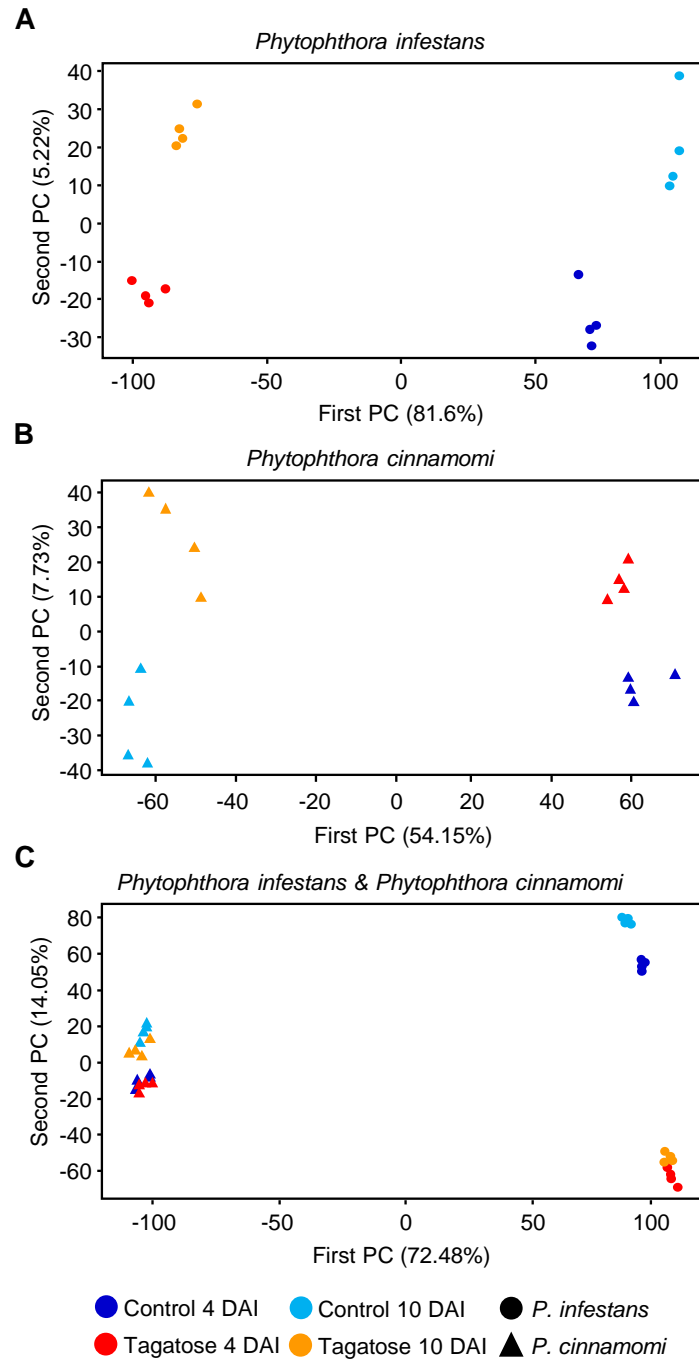 A
Phytophthora infestans
Second PC (5.22%)
40
30
20
10
0
-10
-20
-30
-100
-50
0
50
100
First PC (81.6%)
B
Phytophthora cinnamomi
Second PC (7.73%)
40
30
20
10
0
-10
-20
-30
-40
-60
-40
-20
0
20
40
60
First PC (54.15%)
C
Phytophthora infestans & Phytophthora cinnamomi
Second PC (14.05%)
80
60
40
20
0
-20
-40
-60
-100
-50
0
50
100
First PC (72.48%)
Control 4 DAI
Control 10 DAI
P. infestans
Tagatose 4 DAI
Tagatose 10 DAI
P. cinnamomi